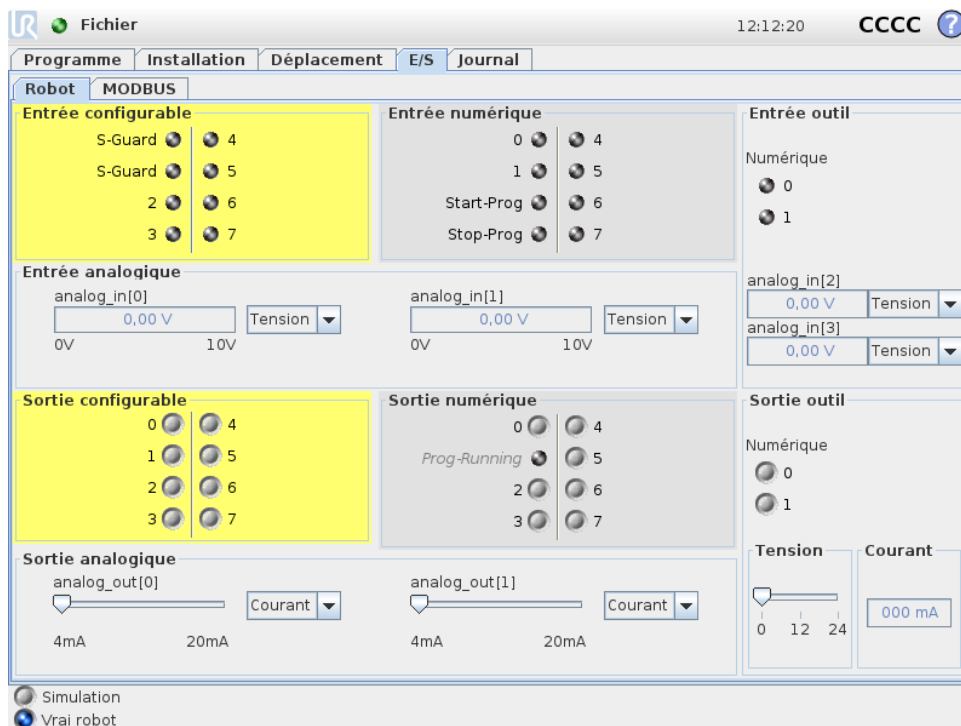 UR Fichier 12:12:20 CCCC ?
Programme Installation Déplacement E/S Journal
Robot MODBUS
Entrée configurable
S-Guard 4
S-Guard 5
2 6
3 7
Entrée numérique
0 4
1 5
Start-Prog 6
Stop-Prog 7
Entrée outil
Numérique
0
1
analog_in[2]
0,00 V Tension
analog_in[3]
0,00 V Tension
Entrée analogique
analog_in[0]
0,00 V Tension
0V 10V
analog_in[1]
0,00 V Tension
0V 10V
Sortie configurable
0 4
1 5
2 6
3 7
Sortie numérique
0 4
Prog-Running 5
2 6
3 7
Sortie outil
Numérique
0
1
Tension
0 12 24
Courant
000 mA
Sortie analogique
analog_out[0]
Courant
4mA 20mA
analog_out[1]
Courant
4mA 20mA
Simulation
Vrai robot